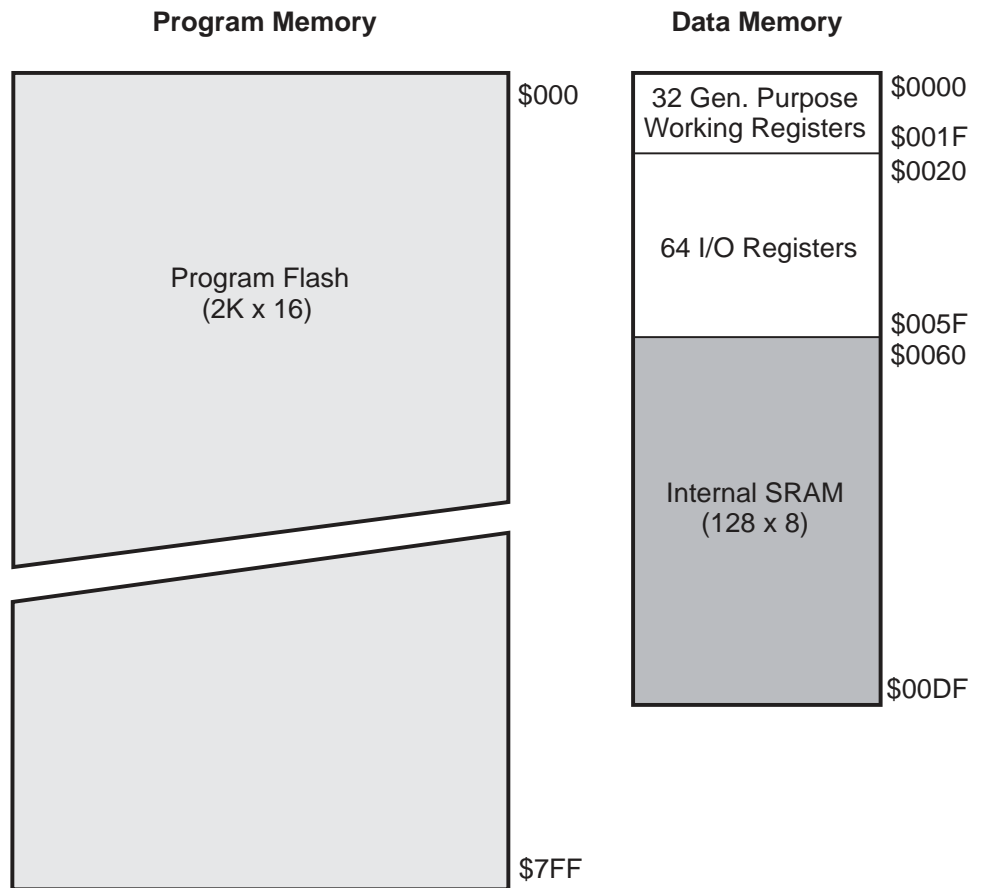 Program Memory
$000
Program Flash
(2K x 16)
$7FF
Data Memory
32 Gen. Purpose
Working Registers
$0000
$001F
$0020
64 I/O Registers
$005F
$0060
Internal SRAM
(128 x 8)
$00DF